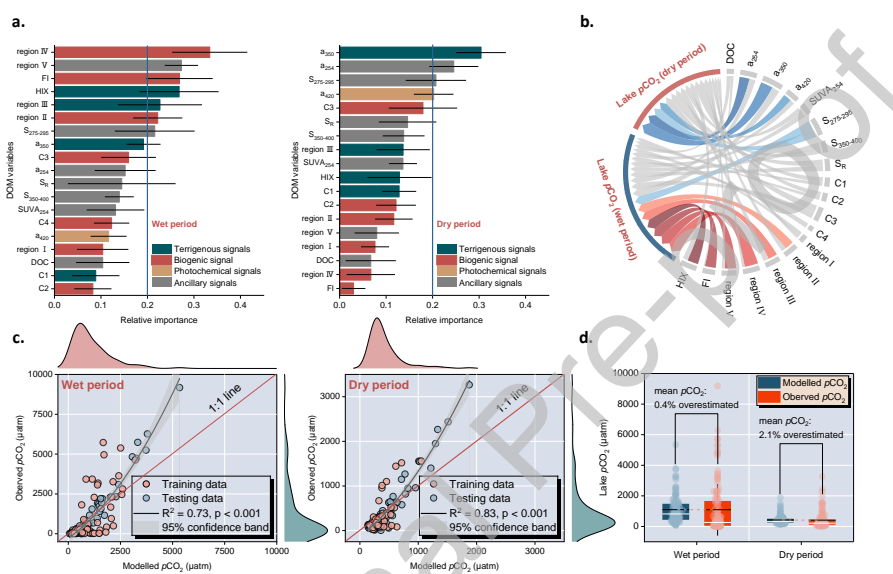 a.
region IV
region V
FI
HIX
region III
region II
S275-295
a350
C3
a254
SR
S350-400
SUVA254
C4
a420
region I
DOC
C1
C2
DOM variables
Wet period
Terrigenous signals
Biogenic signal
Photochemical signals
Ancillary signals
0.0 0.1 0.2 0.3 0.4
Relative importance
a350
a254
S275-295
a420
C3
SR
S350-400
region III
SUVA254
HIX
C1
C2
region II
region V
region I
DOC
region IV
FI
DOM variables
Dry period
Terrigenous signals
Biogenic signal
Photochemical signals
Ancillary signals
0.0 0.1 0.2 0.3 0.4
Relative importance
b.
Lake pCO2 (dry period)
Lake pCO2 (wet period)
DOC
a254
a350
a420
SUVA254
S275-295
S350-400
SR
C1
C2
C3
C4
region I
region II
region III
region IV
region V
FI
HIX
c.
Wet period
1:1 line
10000
7500
5000
2500
0
Observed pCO2 (μatm)
Training data
Testing data
R2 = 0.73, p < 0.001
95% confidence band
0 2500 5000 7500 10000
Modelled pCO2 (μatm)
Dry period
1:1 line
3000
2000
1000
0
Observed pCO2 (μatm)
Training data
Testing data
R2 = 0.83, p < 0.001
95% confidence band
0 1000 2000 3000
Modelled pCO2 (μatm)
d.
Modelled pCO2
Oberved pCO2
mean pCO2:
0.4% overestimated
mean pCO2:
2.1% overestimated
10000
8000
6000
4000
2000
0
Lake pCO2 (μatm)
Wet period Dry period
Pre-proof